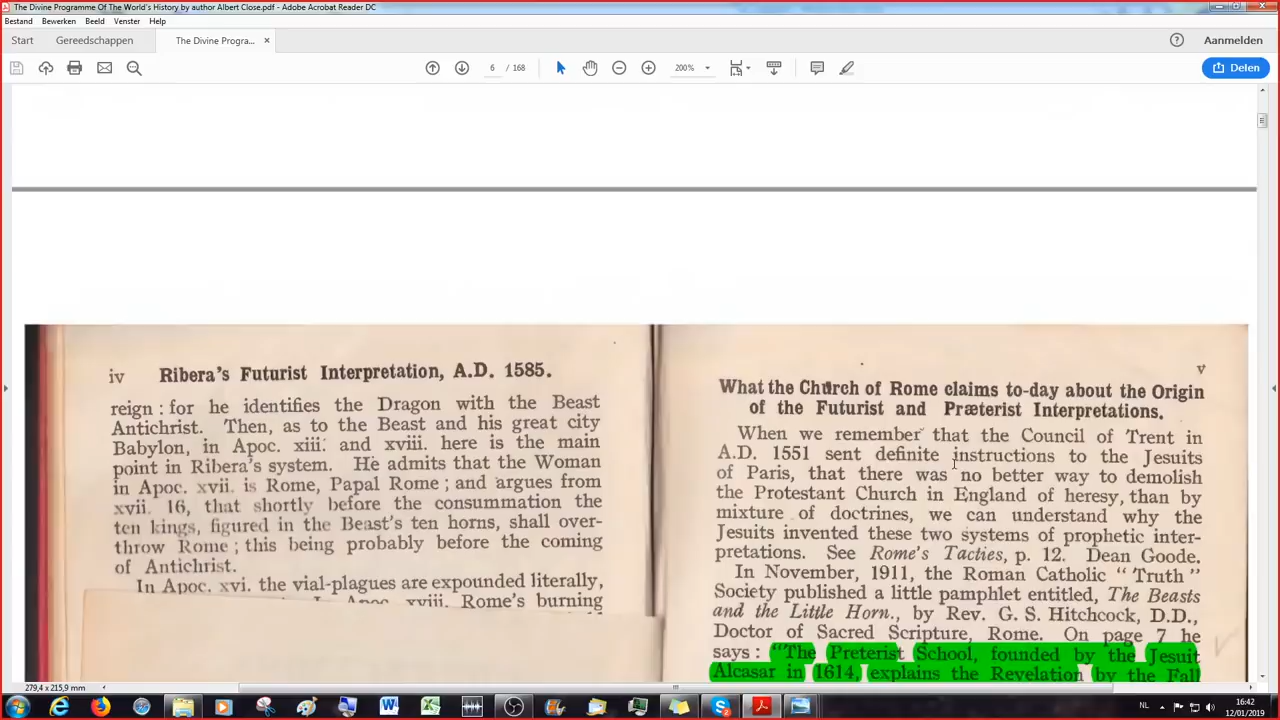 The Divine Programme Of The World's History by author Albert Close.pdf - Adobe Acrobat Reader DC
Bestand Bewerken Beeld Venster Help
Start Gereedschappen The Divine Progra... × Aanmelden
6 / 168 200% Delen
iv Ribera's Futurist Interpretation, A.D. 1585.
reign : for he identifies the Dragon with the Beast
Antichrist. Then, as to the Beast and his great city
Babylon, in Apoc. xiii. and xviii. here is the main
point in Ribera's system. He admits that the Woman
in Apoc. xvii. is Rome, Papal Rome ; and argues from
xvii. 16, that shortly before the consummation the
ten kings, figured in the Beast's ten horns, shall over-
throw Rome ; this being probably before the coming
of Antichrist.
In Apoc. xvi. the vial-plagues are expounded literally,
Apoc. xviii. Rome's burning
v
What the Church of Rome claims to-day about the Origin
of the Futurist and Præterist Interpretations.
When we remember that the Council of Trent in
A.D. 1551 sent definite instructions to the Jesuits
of Paris, that there was no better way to demolish
the Protestant Church in England of heresy, than by
mixture of doctrines, we can understand why the
Jesuits invented these two systems of prophetic inter-
pretations. See Rome's Tacties, p. 12. Dean Goode.
In November, 1911, the Roman Catholic "Truth"
Society published a little pamphlet entitled, The Beasts
and the Little Horn., by Rev. G. S. Hitchcock, D.D.,
Doctor of Sacred Scripture, Rome. On page 7 he
says : "The Preterist School, founded by the Jesuit
Alcasar in 1614, explains the Revelation by the Fall
279,4 x 215,9 mm
NL 16:42
12/01/2019